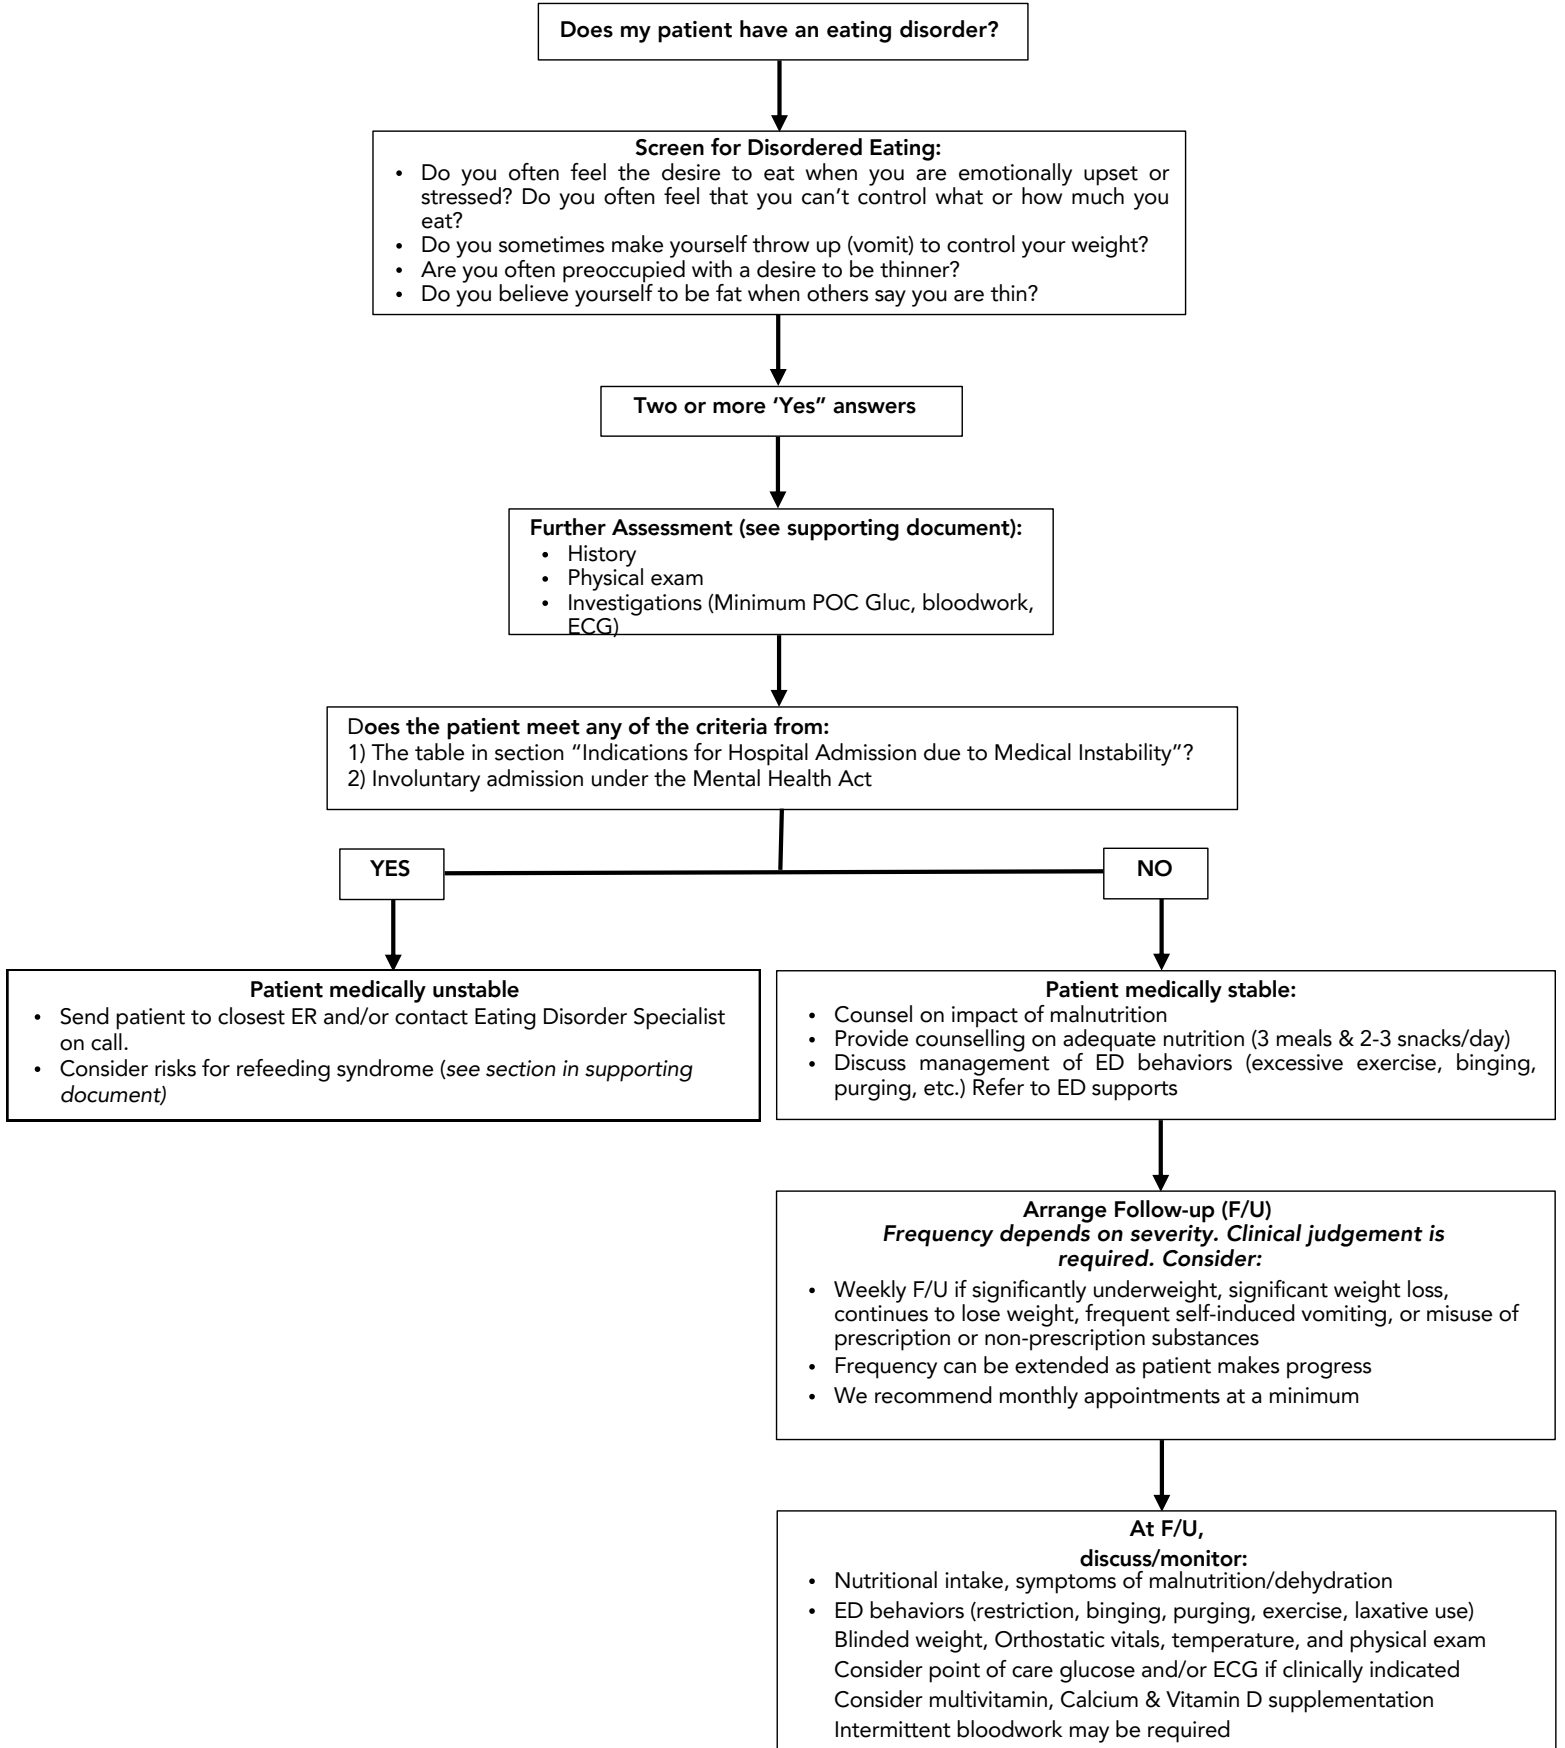 Does my patient have an eating disorder?
Screen for Disordered Eating:
• Do you often feel the desire to eat when you are emotionally upset or
stressed? Do you often feel that you can't control what or how much you
eat?
• Do you sometimes make yourself throw up (vomit) to control your weight?
• Are you often preoccupied with a desire to be thinner?
• Do you believe yourself to be fat when others say you are thin?
Two or more ‘Yes” answers
Further Assessment (see supporting document):
• History
• Physical exam
• Investigations (Minimum POC Gluc, bloodwork,
ECG)
Does the patient meet any of the criteria from:
1) The table in section “Indications for Hospital Admission due to Medical Instability”?
2) Involuntary admission under the Mental Health Act
YES
NO
Patient medically unstable
• Send patient to closest ER and/or contact Eating Disorder Specialist
on call.
• Consider risks for refeeding syndrome (see section in supporting
document)
Patient medically stable:
• Counsel on impact of malnutrition
• Provide counselling on adequate nutrition (3 meals & 2-3 snacks/day)
• Discuss management of ED behaviors (excessive exercise, binging,
purging, etc.) Refer to ED supports
Arrange Follow-up (F/U)
Frequency depends on severity. Clinical judgement is
required. Consider:
• Weekly F/U if significantly underweight, significant weight loss,
continues to lose weight, frequent self-induced vomiting, or misuse of
prescription or non-prescription substances
• Frequency can be extended as patient makes progress
• We recommend monthly appointments at a minimum
At F/U,
discuss/monitor:
• Nutritional intake, symptoms of malnutrition/dehydration
• ED behaviors (restriction, binging, purging, exercise, laxative use)
Blinded weight, Orthostatic vitals, temperature, and physical exam
Consider point of care glucose and/or ECG if clinically indicated
Consider multivitamin, Calcium & Vitamin D supplementation
Intermittent bloodwork may be required